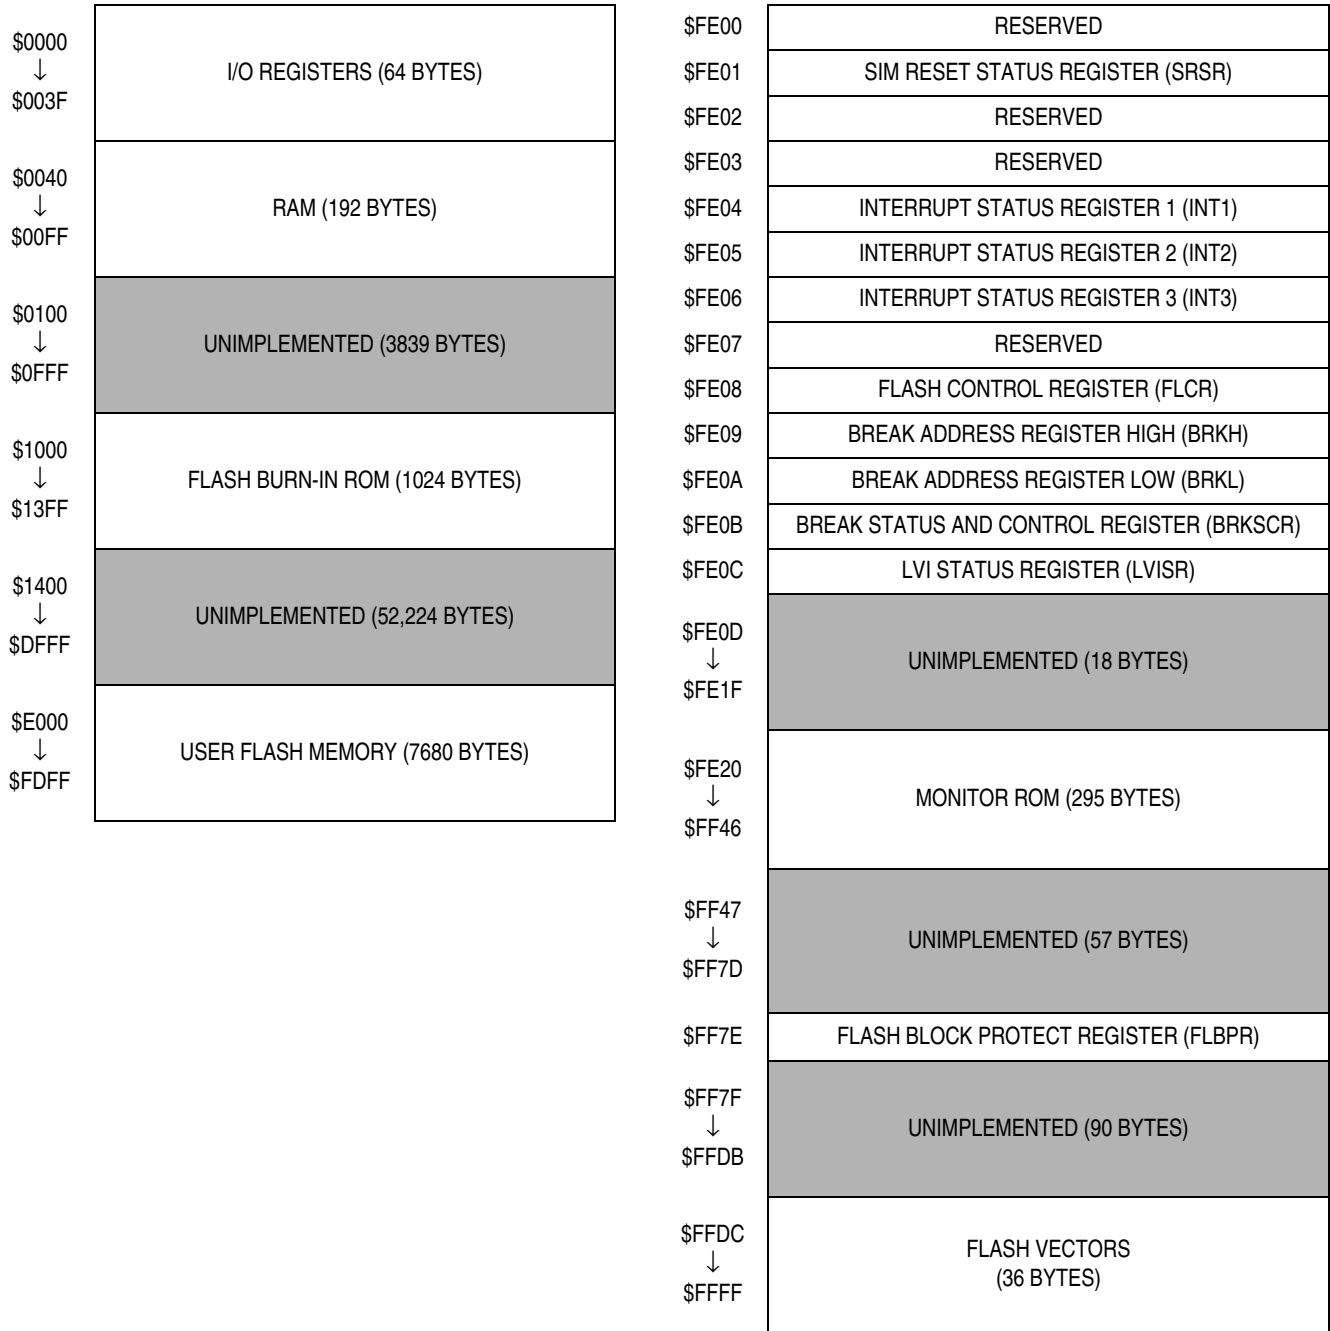 $0000
↓
$003F
I/O REGISTERS (64 BYTES)
$0040
↓
$00FF
RAM (192 BYTES)
$0100
↓
$0FFF
UNIMPLEMENTED (3839 BYTES)
$1000
↓
$13FF
FLASH BURN-IN ROM (1024 BYTES)
$1400
↓
$DFFF
UNIMPLEMENTED (52,224 BYTES)
$E000
↓
$FDFF
USER FLASH MEMORY (7680 BYTES)
$FE00 RESERVED
$FE01 SIM RESET STATUS REGISTER (SRSR)
$FE02 RESERVED
$FE03 RESERVED
$FE04 INTERRUPT STATUS REGISTER 1 (INT1)
$FE05 INTERRUPT STATUS REGISTER 2 (INT2)
$FE06 INTERRUPT STATUS REGISTER 3 (INT3)
$FE07 RESERVED
$FE08 FLASH CONTROL REGISTER (FLCR)
$FE09 BREAK ADDRESS REGISTER HIGH (BRKH)
$FE0A BREAK ADDRESS REGISTER LOW (BRKL)
$FE0B BREAK STATUS AND CONTROL REGISTER (BRKSCR)
$FE0C LVI STATUS REGISTER (LVISR)
$FE0D
↓
$FE1F
UNIMPLEMENTED (18 BYTES)
$FE20
↓
$FF46
MONITOR ROM (295 BYTES)
$FF47
↓
$FF7D
UNIMPLEMENTED (57 BYTES)
$FF7E FLASH BLOCK PROTECT REGISTER (FLBPR)
$FF7F
↓
$FFDB
UNIMPLEMENTED (90 BYTES)
$FFDC
↓
$FFFF
FLASH VECTORS
(36 BYTES)